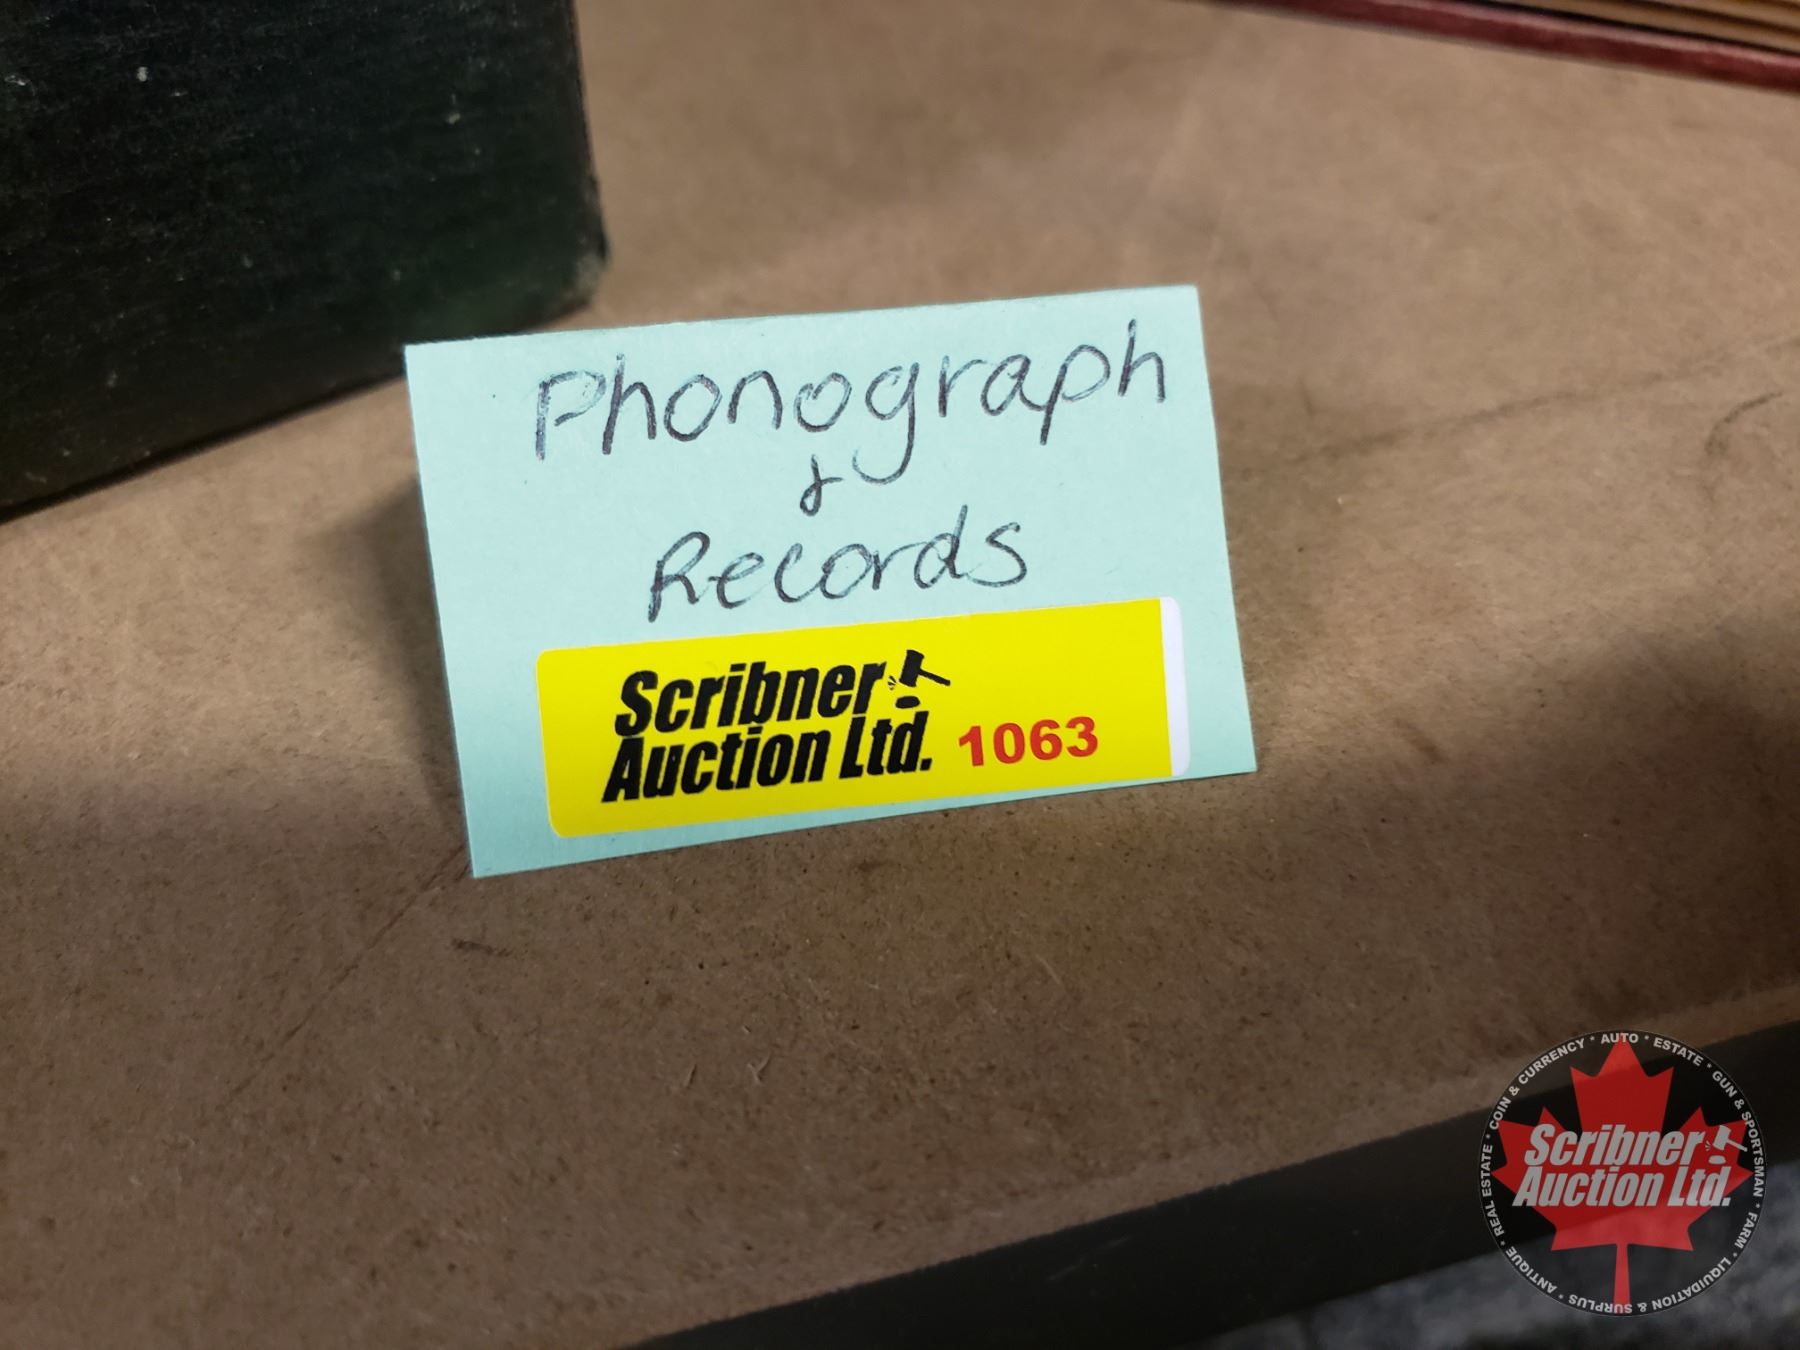 Phonograph
&
Records
Scribner
Auction Ltd. 1063
COIN & CURRENCY * AUTO * ESTATE * GUN & SPORTSMAN * FARM * LIQUIDATION & SURPLUS * ANTIQUE * REAL ESTATE *
Scribner
Auction Ltd.